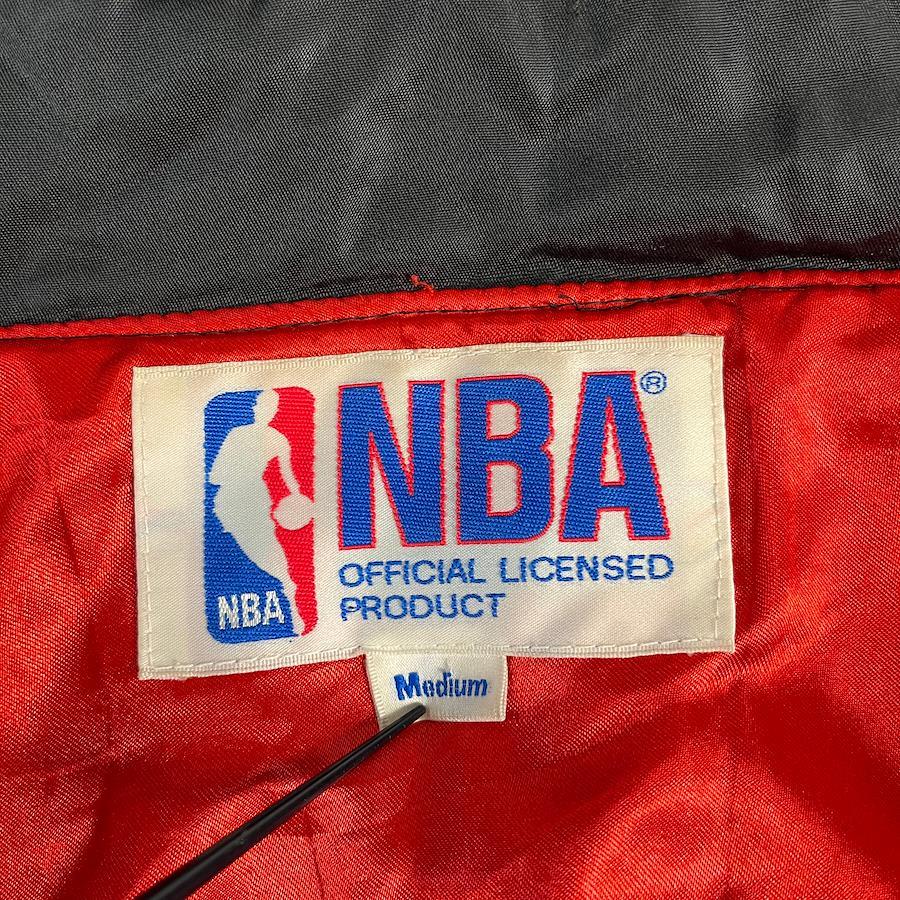 NBA®
NBA
OFFICIAL LICENSED
PRODUCT
Medium